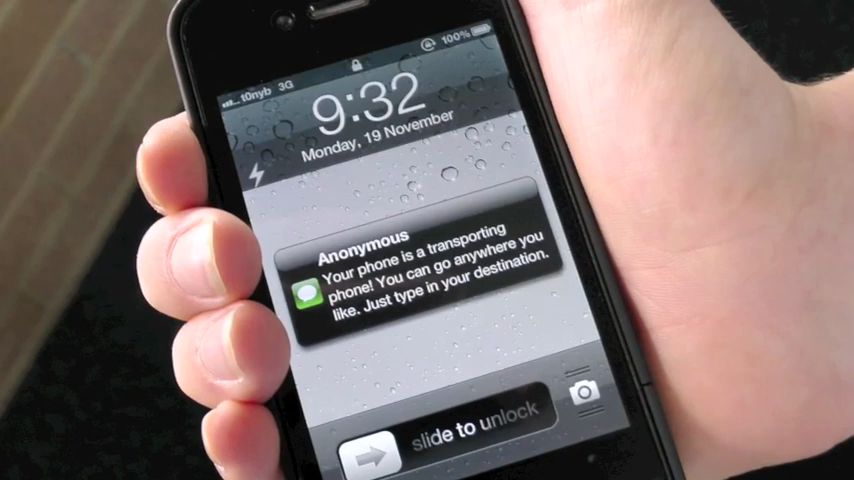 t0nyb 3G 100%
9:32
Monday, 19 November
Anonymous
Your phone is a transporting
phone! You can go anywhere you
like. Just type in your destination.
slide to unlock